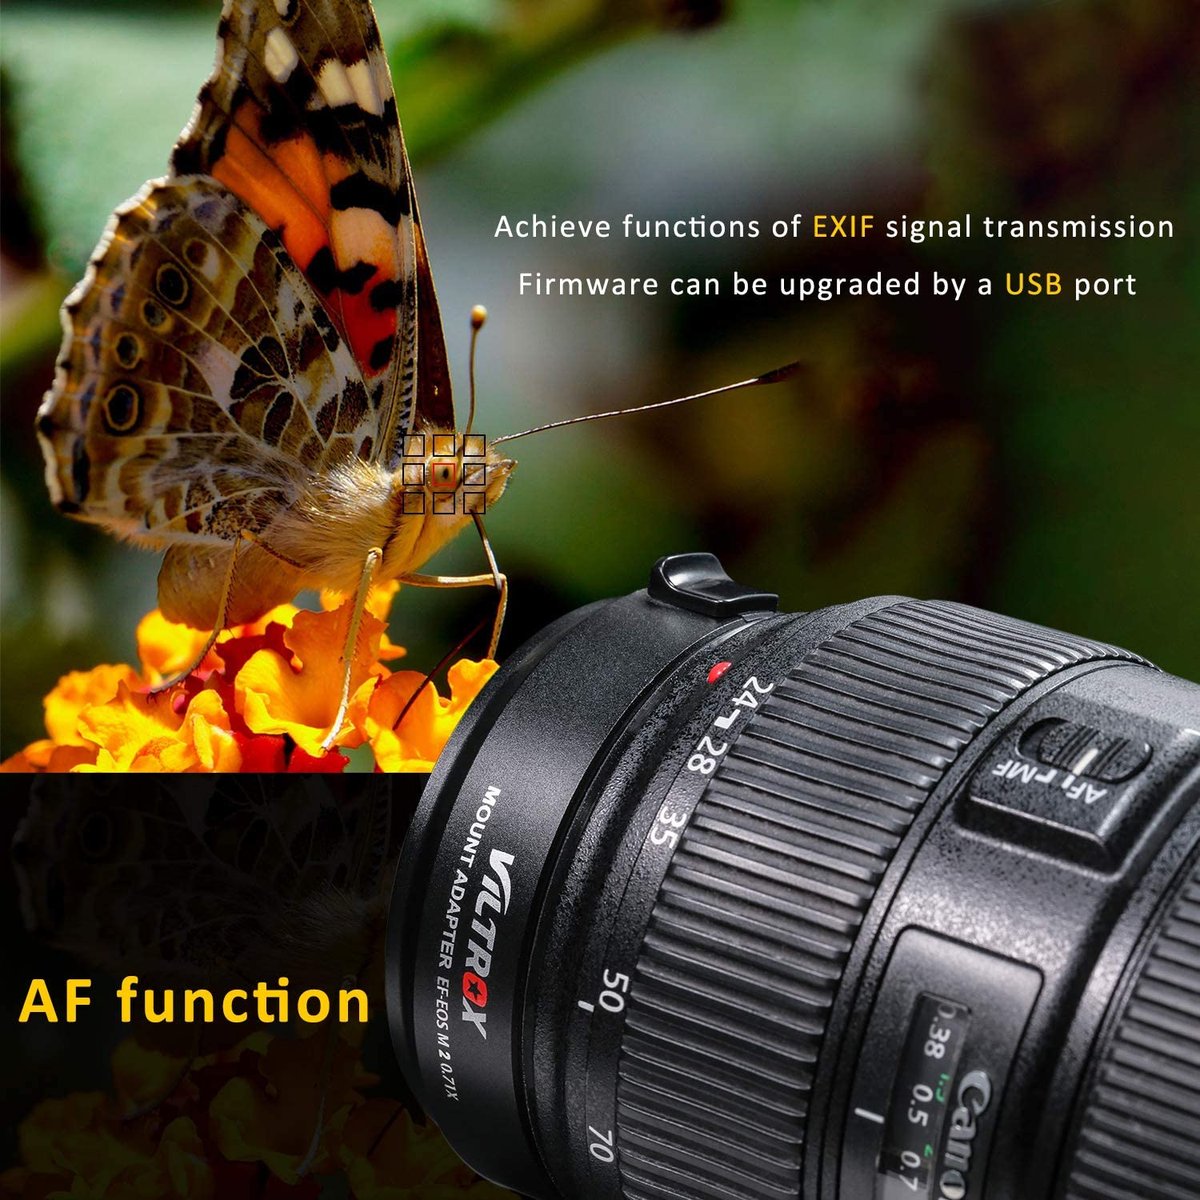 Achieve functions of EXIF signal transmission
Firmware can be upgraded by a USB port
AF function
VILTROX
MOUNT ADAPTER EF-EOS M 2 0.71X
24
28
35
50
70
AF MF
0.38
0.5
0.7
Canon